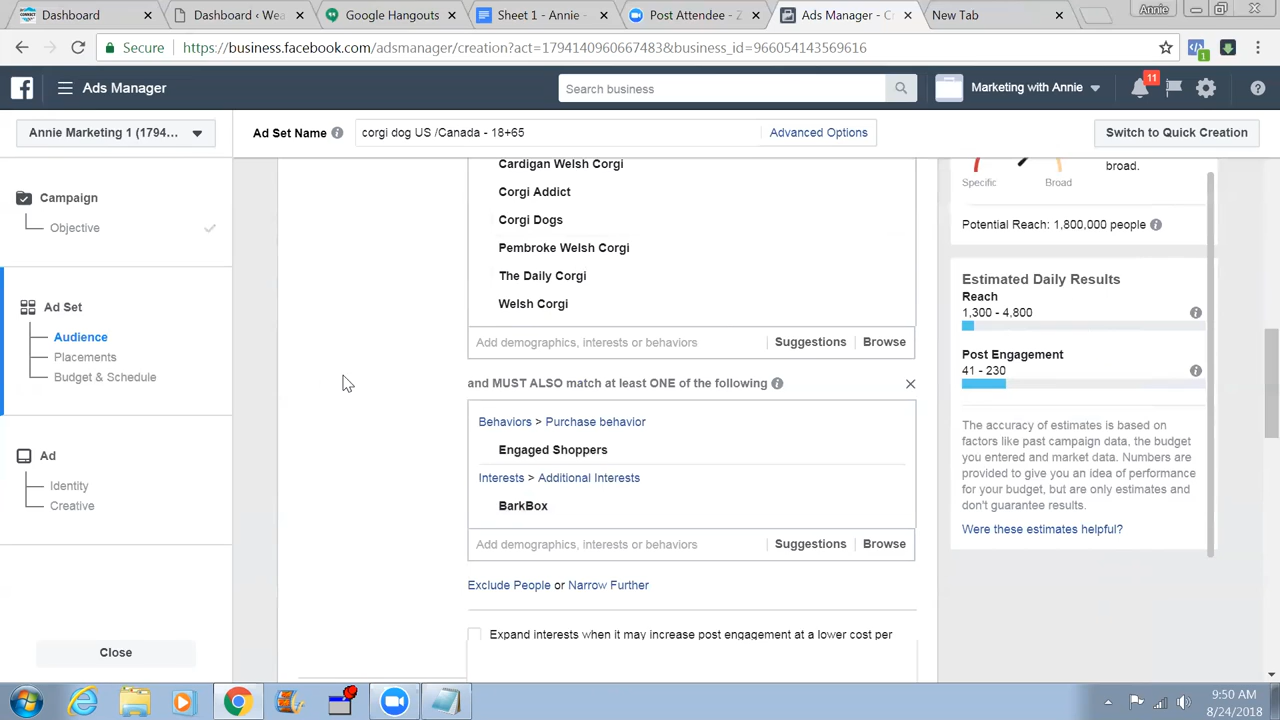 Dashboard
Dashboard ‹ Wea
Google Hangouts
Sheet 1 - Annie -
Post Attendee - Z
Ads Manager - Cr
New Tab
Annie
Secure
https://business.facebook.com/adsmanager/creation?act=1794140960667483&business_id=966054143569616
1
Ads Manager
Search business
Marketing with Annie
11
Annie Marketing 1 (1794...
Ad Set Name
corgi dog US /Canada - 18+65
Advanced Options
Switch to Quick Creation
Campaign
Objective
Ad Set
Audience
Placements
Budget & Schedule
Ad
Identity
Creative
Close
Cardigan Welsh Corgi
Corgi Addict
Corgi Dogs
Pembroke Welsh Corgi
The Daily Corgi
Welsh Corgi
Add demographics, interests or behaviors
Suggestions
Browse
and MUST ALSO match at least ONE of the following
Behaviors > Purchase behavior
Engaged Shoppers
Interests > Additional Interests
BarkBox
Add demographics, interests or behaviors
Suggestions
Browse
Exclude People or Narrow Further
Expand interests when it may increase post engagement at a lower cost per
Specific
Broad
broad.
Potential Reach: 1,800,000 people
Estimated Daily Results
Reach
1,300 - 4,800
Post Engagement
41 - 230
The accuracy of estimates is based on
factors like past campaign data, the budget
you entered and market data. Numbers are
provided to give you an idea of performance
for your budget, but are only estimates and
don't guarantee results.
Were these estimates helpful?
9:50 AM
8/24/2018